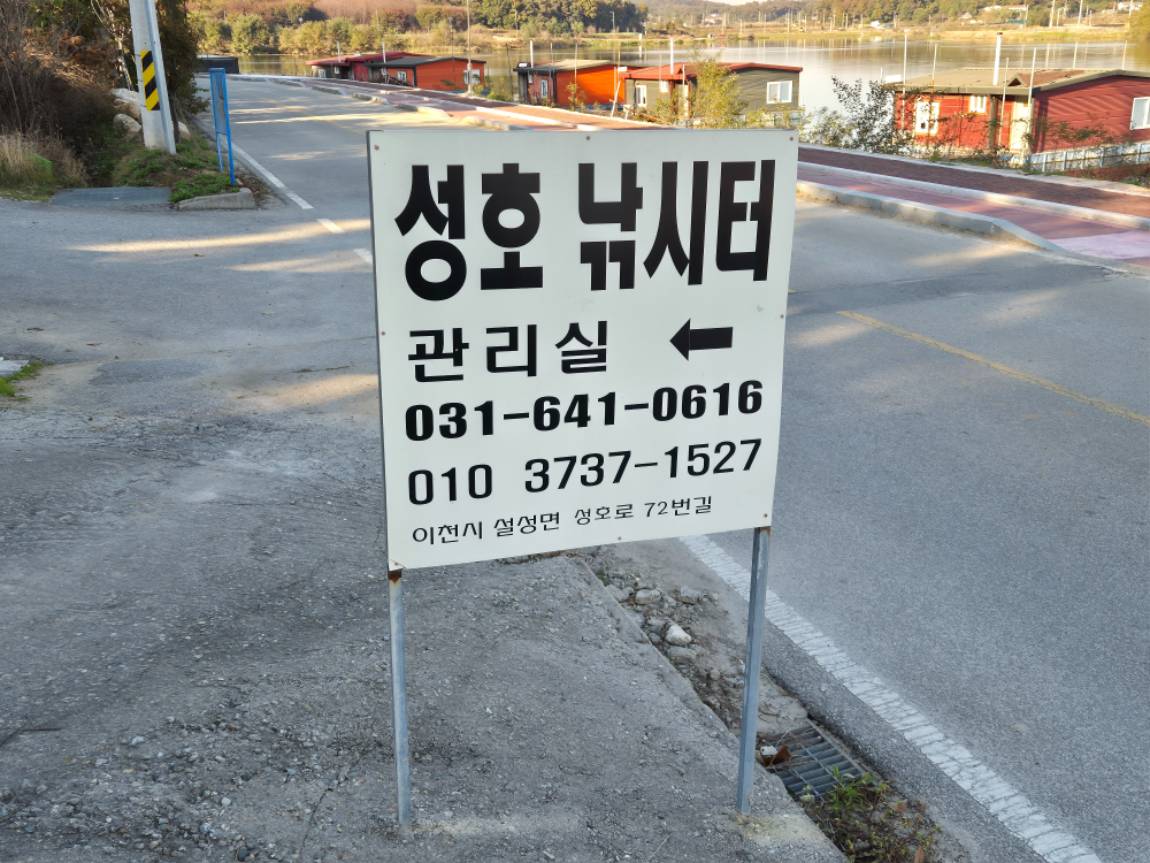 성호 낚시터
관리실 ←
031-641-0616
010 3737-1527
이천시 설성면 성호로 72번길